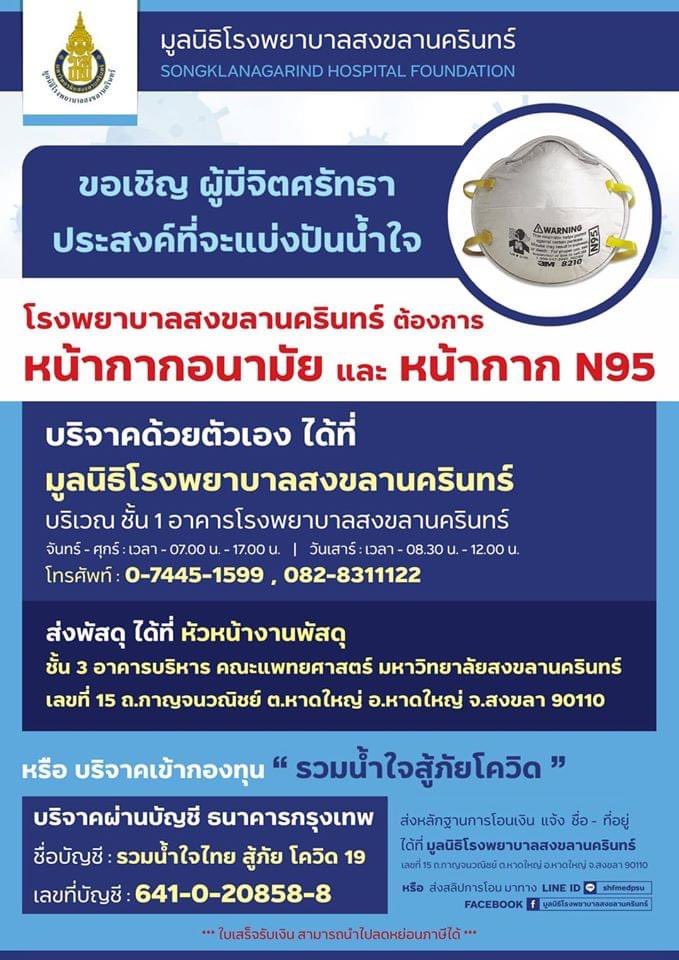 มูลนิธิโรงพยาบาลสงขลานครินทร์
มูลนิธิโรงพยาบาลสงขลานครินทร์
SONGKLANAGARIND HOSPITAL FOUNDATION
ขอเชิญ ผู้มีจิตศรัทธา
ประสงค์ที่จะแบ่งปันน้ำใจ
WARNING
N95
3M 8210
โรงพยาบาลสงขลานครินทร์ ต้องการ
หน้ากากอนามัย และ หน้ากาก N95
บริจาคด้วยตัวเอง ได้ที่
มูลนิธิโรงพยาบาลสงขลานครินทร์
บริเวณ ชั้น 1 อาคารโรงพยาบาลสงขลานครินทร์
จันทร์ - ศุกร์ : เวลา - 07.00 น. - 17.00 น. | วันเสาร์ : เวลา - 08.30 น. - 12.00 น.
โทรศัพท์ : 0-7445-1599 , 082-8311122
ส่งพัสดุ ได้ที่ หัวหน้างานพัสดุ
ชั้น 3 อาคารบริหาร คณะแพทยศาสตร์ มหาวิทยาลัยสงขลานครินทร์
เลขที่ 15 ถ.กาญจนวณิชย์ ต.หาดใหญ่ อ.หาดใหญ่ จ.สงขลา 90110
หรือ บริจาคเข้ากองทุน “ รวมน้ำใจสู้ภัยโควิด ”
บริจาคผ่านบัญชี ธนาคารกรุงเทพ
ชื่อบัญชี : รวมน้ำใจไทย สู้ภัย โควิด 19
เลขที่บัญชี : 641-0-20858-8
ส่งหลักฐานการโอนเงิน แจ้ง ชื่อ - ที่อยู่
ได้ที่ มูลนิธิโรงพยาบาลสงขลานครินทร์
เลขที่ 15 ถ.กาญจนวณิชย์ ต.หาดใหญ่ อ.หาดใหญ่ จ.สงขลา 90110
หรือ ส่งสลิปการโอน มาทาง LINE ID shfmedpsu
FACEBOOK มูลนิธิโรงพยาบาลสงขลานครินทร์
*** ใบเสร็จรับเงิน สามารถนำไปลดหย่อนภาษีได้ ***